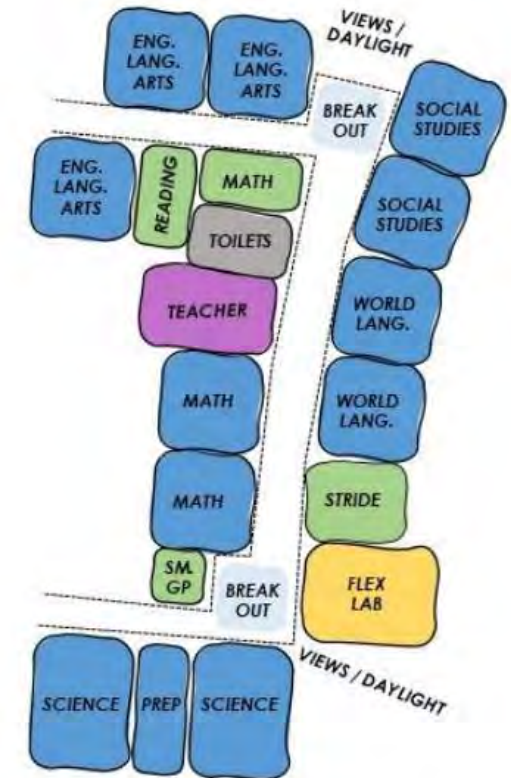 VIEWS /
DAYLIGHT
ENG.
LANG.
ARTS
ENG.
LANG.
ARTS
BREAK
OUT
SOCIAL
STUDIES
ENG.
LANG.
ARTS
READING
MATH
TOILETS
SOCIAL
STUDIES
TEACHER
WORLD
LANG.
MATH
WORLD
LANG.
MATH
STRIDE
SM.
GP
BREAK
OUT
FLEX
LAB
VIEWS / DAYLIGHT
SCIENCE
PREP
SCIENCE